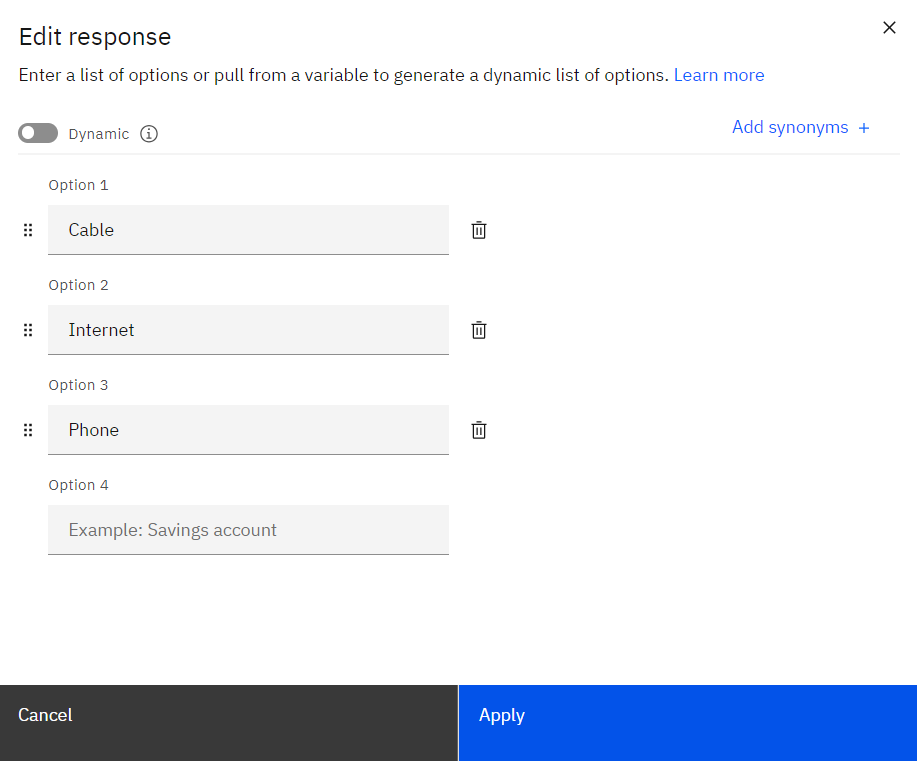 Edit response
Enter a list of options or pull from a variable to generate a dynamic list of options. Learn more
Dynamic
Add synonyms +
Option 1
Cable
Option 2
Internet
Option 3
Phone
Option 4
Example: Savings account
Cancel
Apply